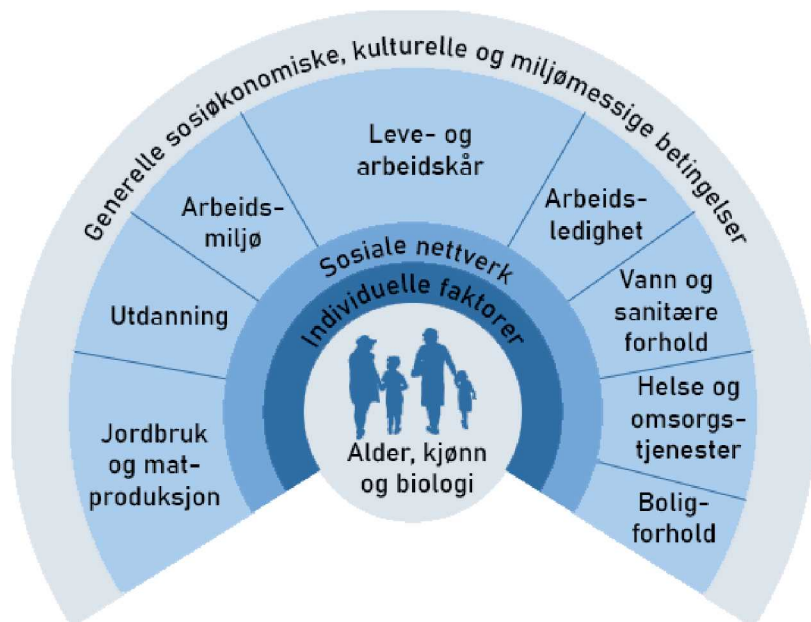 Generelle sosiøkonomiske, kulturelle og miljømessige betingelser
Leve- og
arbeidskår
Arbeids-
miljø
Arbeids-
ledighet
Utdanning
Vann og
sanitære
forhold
Jordbruk
og mat-
produksjon
Helse og
omsorgs-
tjenester
Bolig-
forhold
Sosiale nettverk
Individuelle faktorer
Alder, kjønn
og biologi